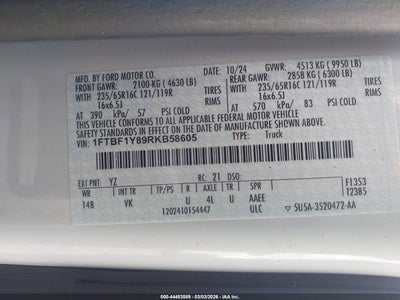 MFD. BY FORD MOTOR CO. 10/24 GVWR: 4513 KG (9950 LB)
FRONT GAWR: 2100 KG (4630 LB) REAR GAWR: 2858 KG (6300 LB)
WITH 235/65R16C 121/119R TIRES WITH 235/65R16C 121/119R TIRES
16x6.5J RIMS 16x6.5J RIMS
AT 390 kPa/ 57 PSI COLD AT 570 kPa/ 83 PSI COLD
THIS VEHICLE CONFORMS TO ALL APPLICABLE FEDERAL MOTOR
VEHICLE SAFETY STANDARDS IN EFFECT ON THE DATE OF
MANUFACTURE SHOWN ABOVE.
VIN: 1FTBF1Y89RKB58605 TYPE: Truck
EXT PNT: YZ RC: 21 DSO:
WB R AXLE TR SPR F1353
148 VK U 4L U AAEE T2385
1202410154447 ULC 5U5A-3520472-AA
Owner: 44483589 - 03/03/2026 - IAA Inc.